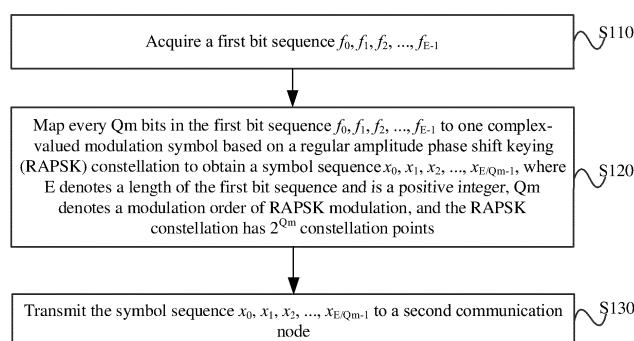 Acquire a first bit sequence f0, f1, f2, ..., fE-1
S110
Map every Qm bits in the first bit sequence f0, f1, f2, ..., fE-1 to one complex-
valued modulation symbol based on a regular amplitude phase shift keying
(RAPSK) constellation to obtain a symbol sequence x0, x1, x2, ..., xE/Qm-1, where
E denotes a length of the first bit sequence and is a positive integer, Qm
denotes a modulation order of RAPSK modulation, and the RAPSK
constellation has 2^Qm constellation points
S120
Transmit the symbol sequence x0, x1, x2, ..., xE/Qm-1 to a second communication
node
S130